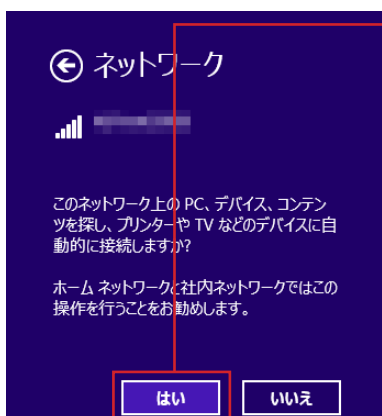 ネットワーク
このネットワーク上の PC、デバイス、コンテン
ツを探し、プリンターや TV などのデバイスに自
動的に接続しますか?
ホーム ネットワークと社内ネットワークではこの
操作を行うことをお勧めします。
はい
いいえ